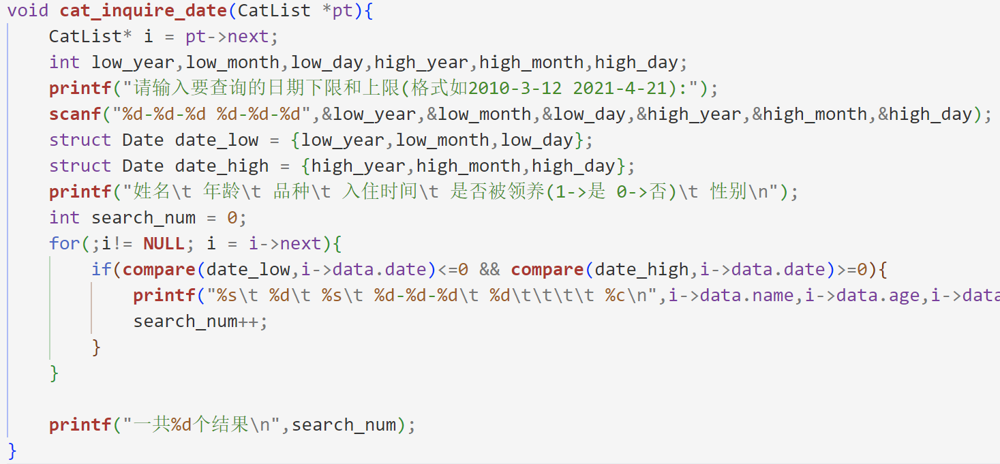 void cat_inquire_date(CatList *pt){
    CatList* i = pt->next;
    int low_year,low_month,low_day,high_year,high_month,high_day;
    printf("请输入要查询的日期下限和上限(格式如2010-3-12 2021-4-21):");
    scanf("%d-%d-%d %d-%d-%d",&low_year,&low_month,&low_day,&high_year,&high_month,&high_day);
    struct Date date_low = {low_year,low_month,low_day};
    struct Date date_high = {high_year,high_month,high_day};
    printf("姓名\t 年龄\t 品种\t 入住时间\t 是否被领养(1->是 0->否)\t 性别\n");
    int search_num = 0;
    for(;i!= NULL; i = i->next){
        if(compare(date_low,i->data.date)<=0 && compare(date_high,i->data.date)>=0){
            printf("%s\t %d\t %s\t %d-%d-%d\t %d\t\t\t\t %c\n",i->data.name,i->data.age,i->data
            search_num++;
        }
    }
    printf("一共%d个结果\n",search_num);
}